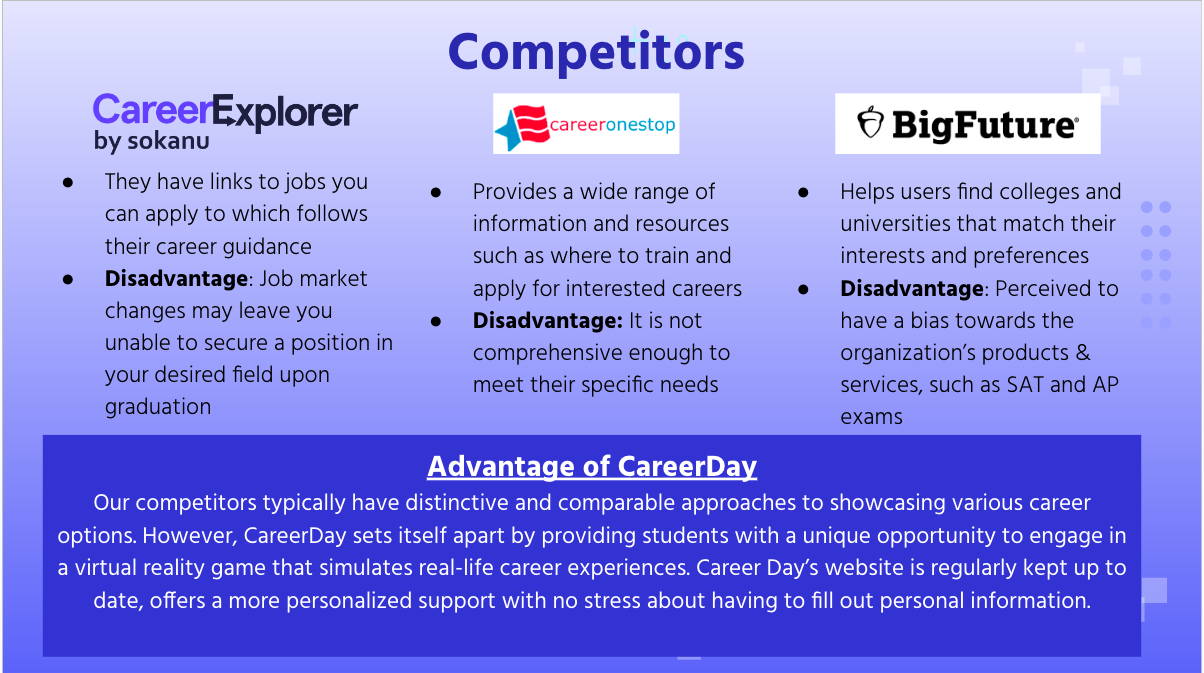 Competitors
CareerExplorer
by sokanu
● They have links to jobs you
can apply to which follows
their career guidance
● Disadvantage: Job market
changes may leave you
unable to secure a position in
your desired field upon
graduation
careeronestop
● Provides a wide range of
information and resources
such as where to train and
apply for interested careers
● Disadvantage: It is not
comprehensive enough to
meet their specific needs
BigFuture®
● Helps users find colleges and
universities that match their
interests and preferences
● Disadvantage: Perceived to
have a bias towards the
organization’s products &
services, such as SAT and AP
exams
Advantage of CareerDay
Our competitors typically have distinctive and comparable approaches to showcasing various career
options. However, CareerDay sets itself apart by providing students with a unique opportunity to engage in
a virtual reality game that simulates real-life career experiences. Career Day’s website is regularly kept up to
date, offers a more personalized support with no stress about having to fill out personal information.